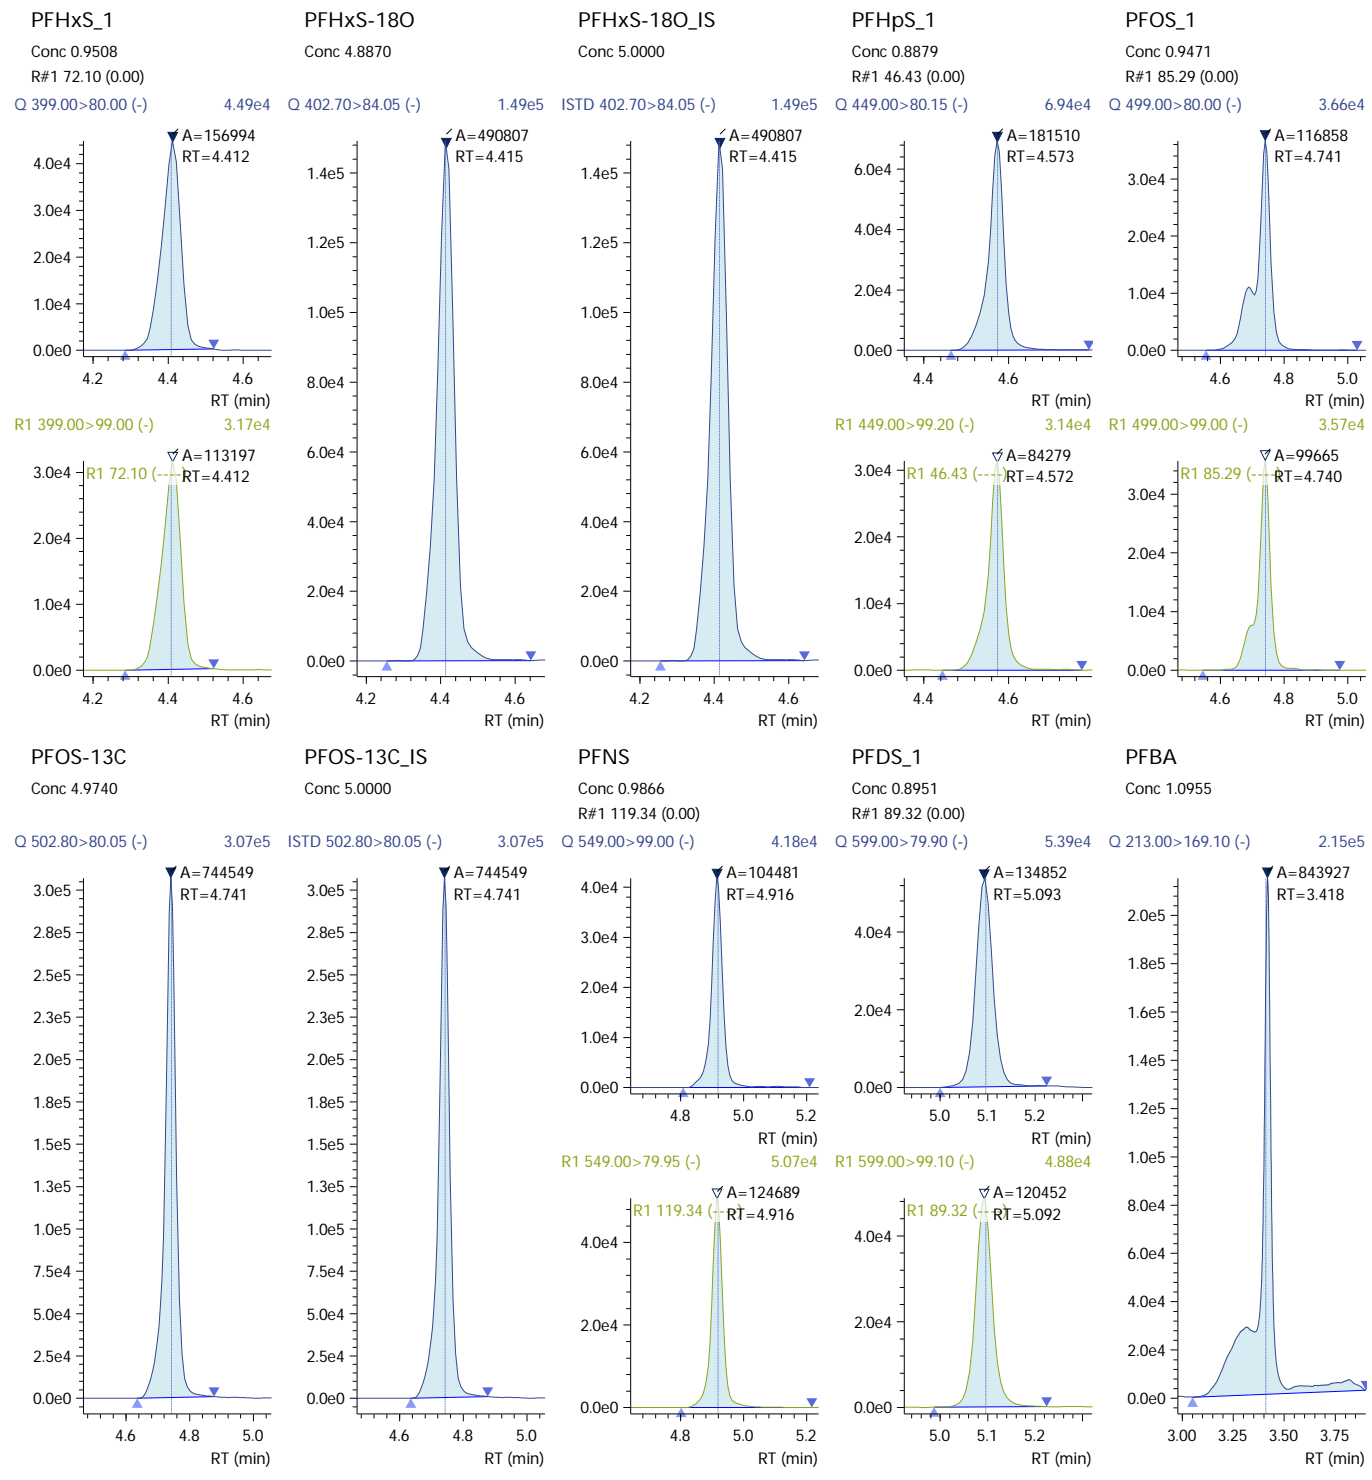 PFHxS_1
Conc 0.9508
R#1 72.10 (0.00)
Q 399.00>80.00 (-) 4.49e4
A=156994
RT=4.412
4.0e4
3.0e4
2.0e4
1.0e4
0.0e0
4.2 4.4 4.6
RT (min)
R1 399.00>99.00 (-) 3.17e4
A=113197
RT=4.412
R1 72.10 (----)
3.0e4
2.0e4
1.0e4
0.0e0
4.2 4.4 4.6
RT (min)
PFHxS-18O
Conc 4.8870
Q 402.70>84.05 (-) 1.49e5
A=490807
RT=4.415
1.4e5
1.2e5
1.0e5
8.0e4
6.0e4
4.0e4
2.0e4
0.0e0
4.2 4.4 4.6
RT (min)
PFHxS-18O_IS
Conc 5.0000
ISTD 402.70>84.05 (-) 1.49e5
A=490807
RT=4.415
1.4e5
1.2e5
1.0e5
8.0e4
6.0e4
4.0e4
2.0e4
0.0e0
4.2 4.4 4.6
RT (min)
PFHpS_1
Conc 0.8879
R#1 46.43 (0.00)
Q 449.00>80.15 (-) 6.94e4
A=181510
RT=4.573
6.0e4
4.0e4
2.0e4
0.0e0
4.4 4.6
RT (min)
R1 449.00>99.20 (-) 3.14e4
A=84279
RT=4.572
R1 46.43 (----)
3.0e4
2.0e4
1.0e4
0.0e0
4.4 4.6
RT (min)
PFOS_1
Conc 0.9471
R#1 85.29 (0.00)
Q 499.00>80.00 (-) 3.66e4
A=116858
RT=4.741
3.0e4
2.0e4
1.0e4
0.0e0
4.6 4.8 5.0
RT (min)
R1 499.00>99.00 (-) 3.57e4
A=99665
RT=4.740
R1 85.29 (----)
3.0e4
2.0e4
1.0e4
0.0e0
4.6 4.8 5.0
RT (min)
PFOS-13C
Conc 4.9740
Q 502.80>80.05 (-) 3.07e5
A=744549
RT=4.741
3.0e5
2.8e5
2.5e5
2.3e5
2.0e5
1.8e5
1.5e5
1.3e5
1.0e5
7.5e4
5.0e4
2.5e4
0.0e0
4.6 4.8 5.0
RT (min)
PFOS-13C_IS
Conc 5.0000
ISTD 502.80>80.05 (-) 3.07e5
A=744549
RT=4.741
3.0e5
2.8e5
2.5e5
2.3e5
2.0e5
1.8e5
1.5e5
1.3e5
1.0e5
7.5e4
5.0e4
2.5e4
0.0e0
4.6 4.8 5.0
RT (min)
PFNS
Conc 0.9866
R#1 119.34 (0.00)
Q 549.00>99.00 (-) 4.18e4
A=104481
RT=4.916
4.0e4
3.0e4
2.0e4
1.0e4
0.0e0
4.8 5.0 5.2
RT (min)
R1 549.00>79.95 (-) 5.07e4
A=124689
RT=4.916
R1 119.34 (----)
4.0e4
2.0e4
0.0e0
4.8 5.0 5.2
RT (min)
PFDS_1
Conc 0.8951
R#1 89.32 (0.00)
Q 599.00>79.90 (-) 5.39e4
A=134852
RT=5.093
4.0e4
2.0e4
0.0e0
5.0 5.1 5.2
RT (min)
R1 599.00>99.10 (-) 4.88e4
A=120452
RT=5.092
R1 89.32 (----)
4.0e4
2.0e4
0.0e0
5.0 5.1 5.2
RT (min)
PFBA
Conc 1.0955
Q 213.00>169.10 (-) 2.15e5
A=843927
RT=3.418
2.0e5
1.8e5
1.6e5
1.4e5
1.2e5
1.0e5
8.0e4
6.0e4
4.0e4
2.0e4
0.0e0
3.00 3.25 3.50 3.75
RT (min)